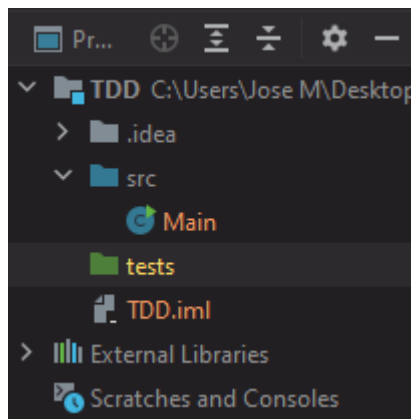 Pr...
TDD C:\Users\Jose M\Desktop
.idea
src
Main
tests
TDD.iml
External Libraries
Scratches and Consoles